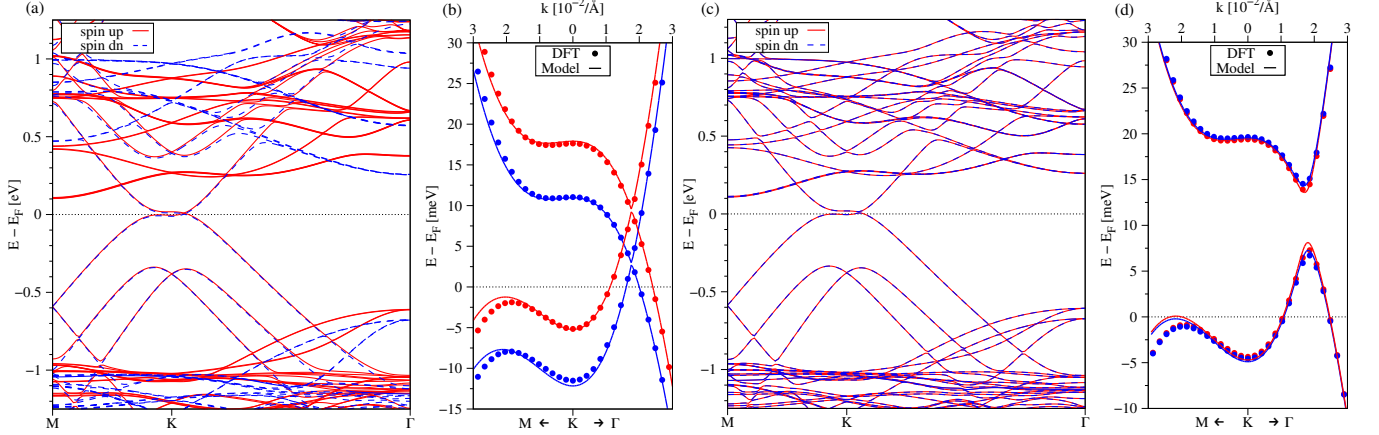 (a)
spin up
spin dn
E − E_F [eV]
1
0.5
0
−0.5
−1
M
K
Γ
(b)
k [10^−2/Å]
3
2
1
0
1
2
3
DFT
Model
E − E_F [meV]
30
25
20
15
10
5
0
−5
−10
−15
M ← K → Γ
(c)
spin up
spin dn
E − E_F [eV]
1
0.5
0
−0.5
−1
M
K
Γ
(d)
k [10^−2/Å]
3
2
1
0
1
2
3
DFT
Model
E − E_F [meV]
30
25
20
15
10
5
0
−5
−10
M ← K → Γ